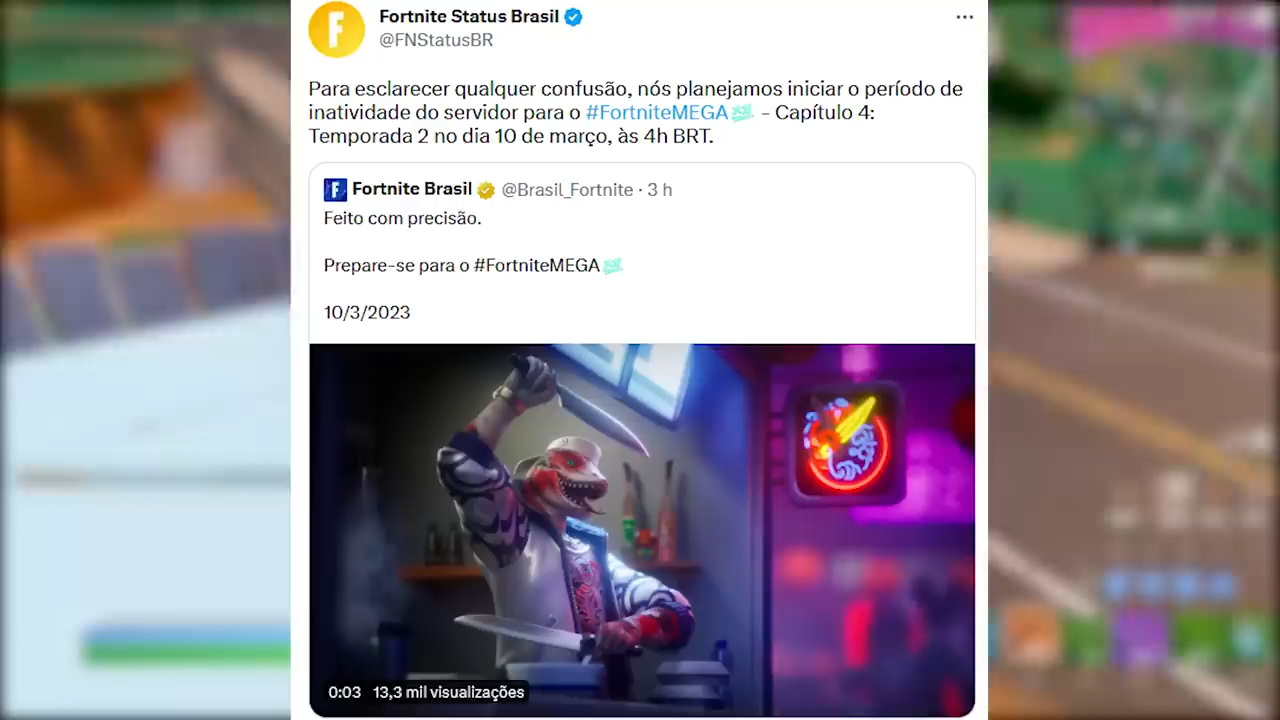 Fortnite Status Brasil
@FNStatusBR
Para esclarecer qualquer confusão, nós planejamos iniciar o período de
inatividade do servidor para o #FortniteMEGA - Capítulo 4:
Temporada 2 no dia 10 de março, às 4h BRT.
Fortnite Brasil @Brasil_Fortnite · 3 h
Feito com precisão.
Prepare-se para o #FortniteMEGA
10/3/2023
0:03 13,3 mil visualizações